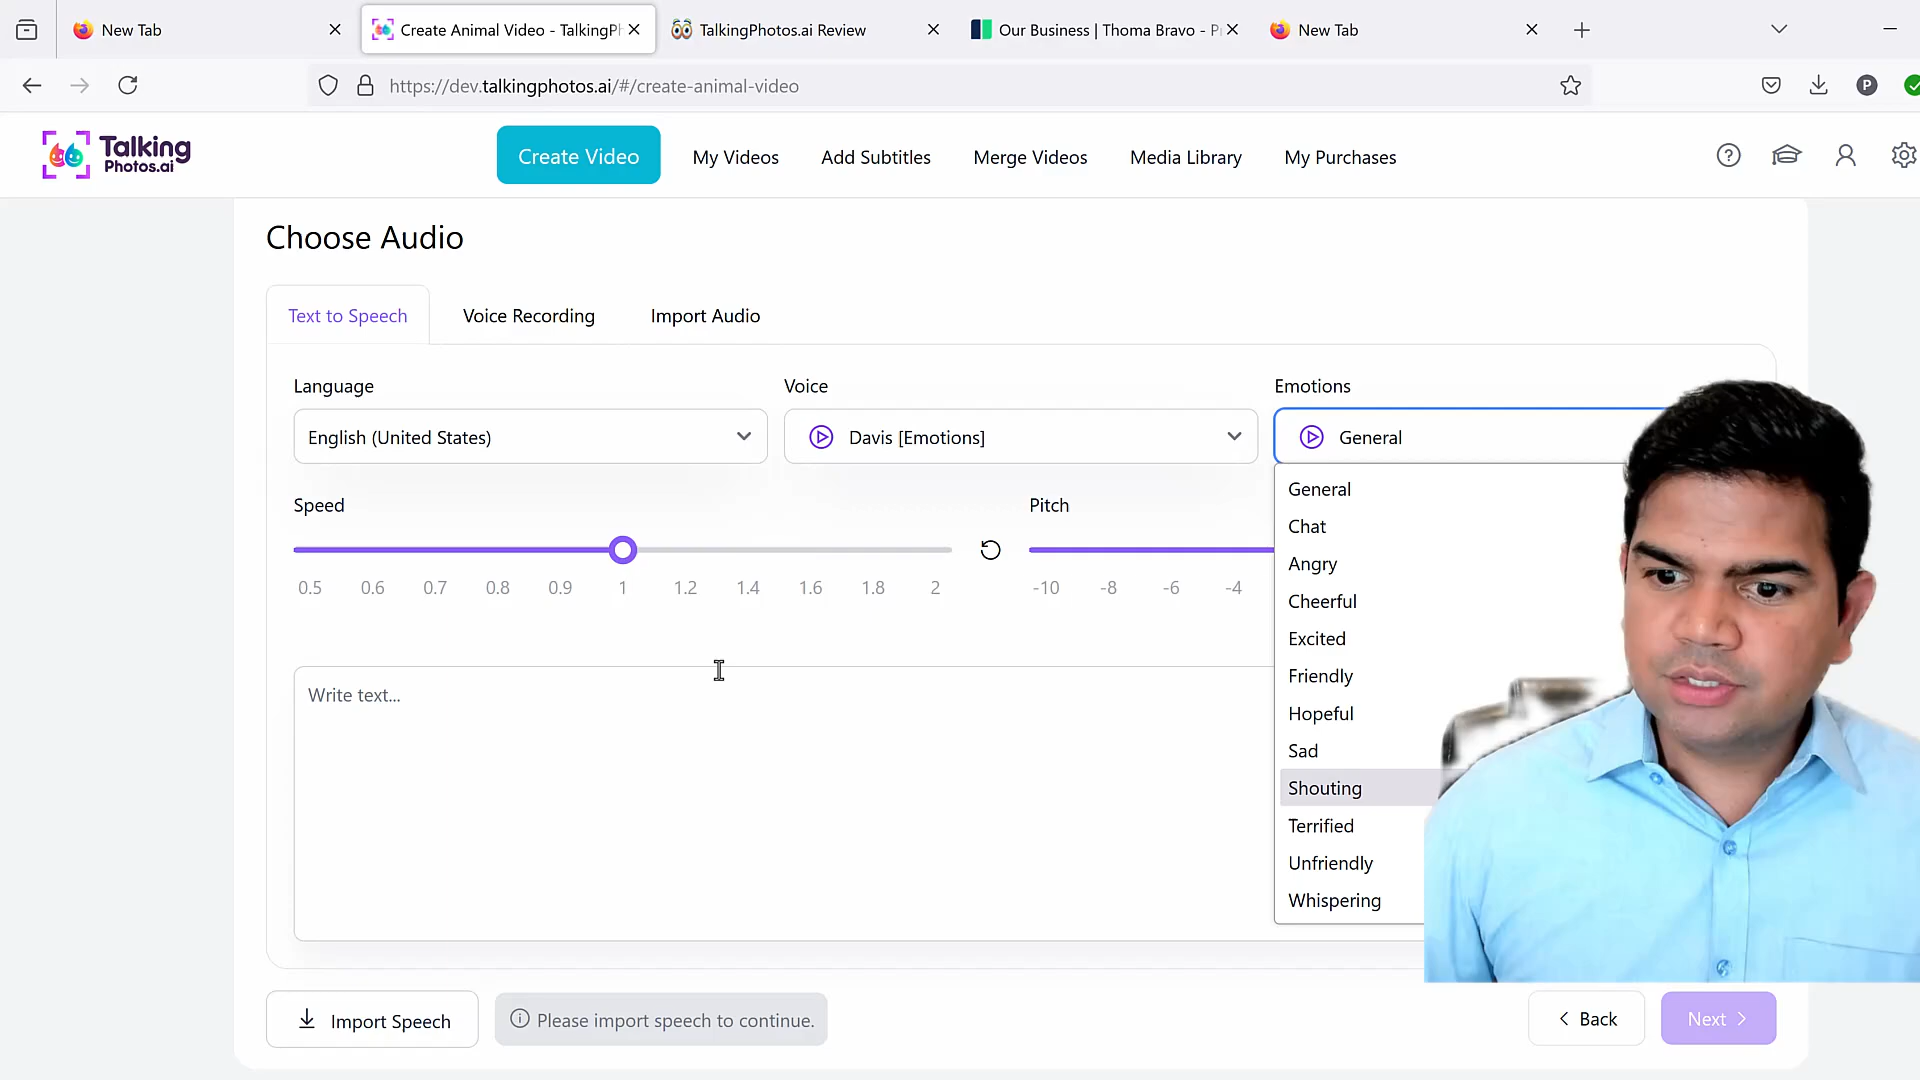 New Tab
Create Animal Video - TalkingP
TalkingPhotos.ai Review
Our Business | Thoma Bravo - P
New Tab
https://dev.talkingphotos.ai/#/create-animal-video
P
Talking
Photos.ai
Create Video
My Videos
Add Subtitles
Merge Videos
Media Library
My Purchases
Choose Audio
Text to Speech
Voice Recording
Import Audio
Language
Voice
Emotions
English (United States)
Davis [Emotions]
General
Speed
Pitch
0.5 0.6 0.7 0.8 0.9 1 1.2 1.4 1.6 1.8 2
-10 -8 -6 -4
General
Chat
Angry
Cheerful
Excited
Friendly
Hopeful
Sad
Shouting
Terrified
Unfriendly
Whispering
Write text...
Import Speech
Please import speech to continue.
Back
Next